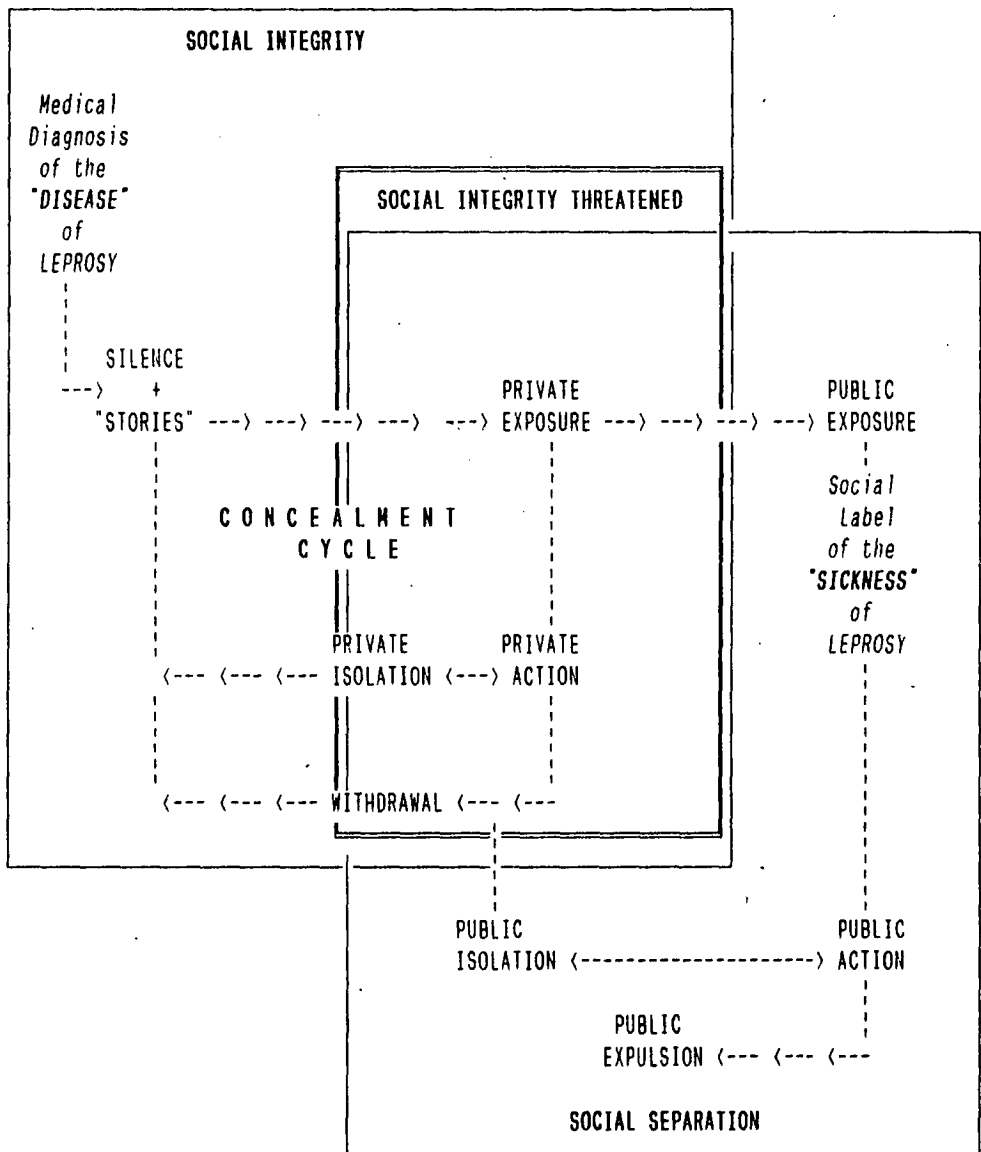 SOCIAL INTEGRITY
Medical
Diagnosis
of the
"DISEASE"
of
LEPROSY
SOCIAL INTEGRITY THREATENED
SILENCE
+
"STORIES"
PRIVATE
EXPOSURE
PUBLIC
EXPOSURE
CONCEALMENT
CYCLE
Social
Label
of the
"SICKNESS"
of
LEPROSY
PRIVATE
ISOLATION
PRIVATE
ACTION
WITHDRAWAL
PUBLIC
ISOLATION
PUBLIC
ACTION
PUBLIC
EXPULSION
SOCIAL SEPARATION